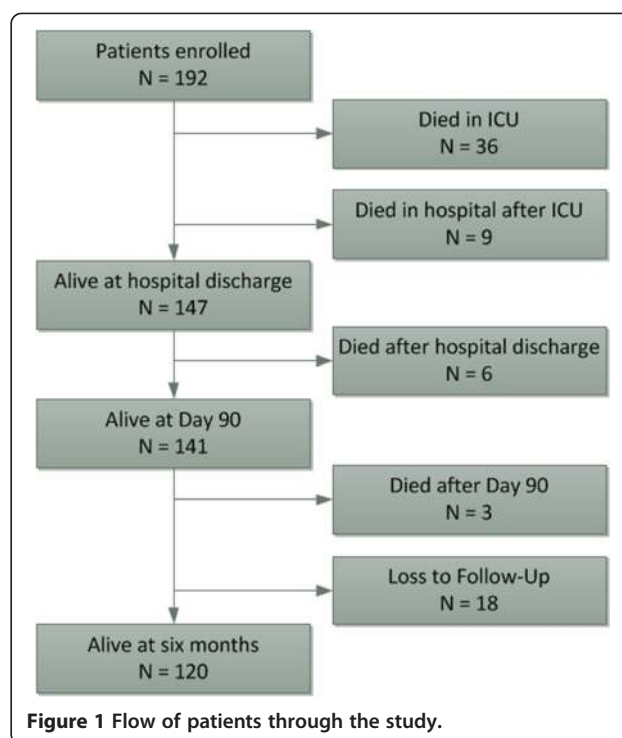 Patients enrolled
N = 192
Died in ICU
N = 36
Died in hospital after ICU
N = 9
Alive at hospital discharge
N = 147
Died after hospital discharge
N = 6
Alive at Day 90
N = 141
Died after Day 90
N = 3
Loss to Follow-Up
N = 18
Alive at six months
N = 120
Figure 1 Flow of patients through the study.